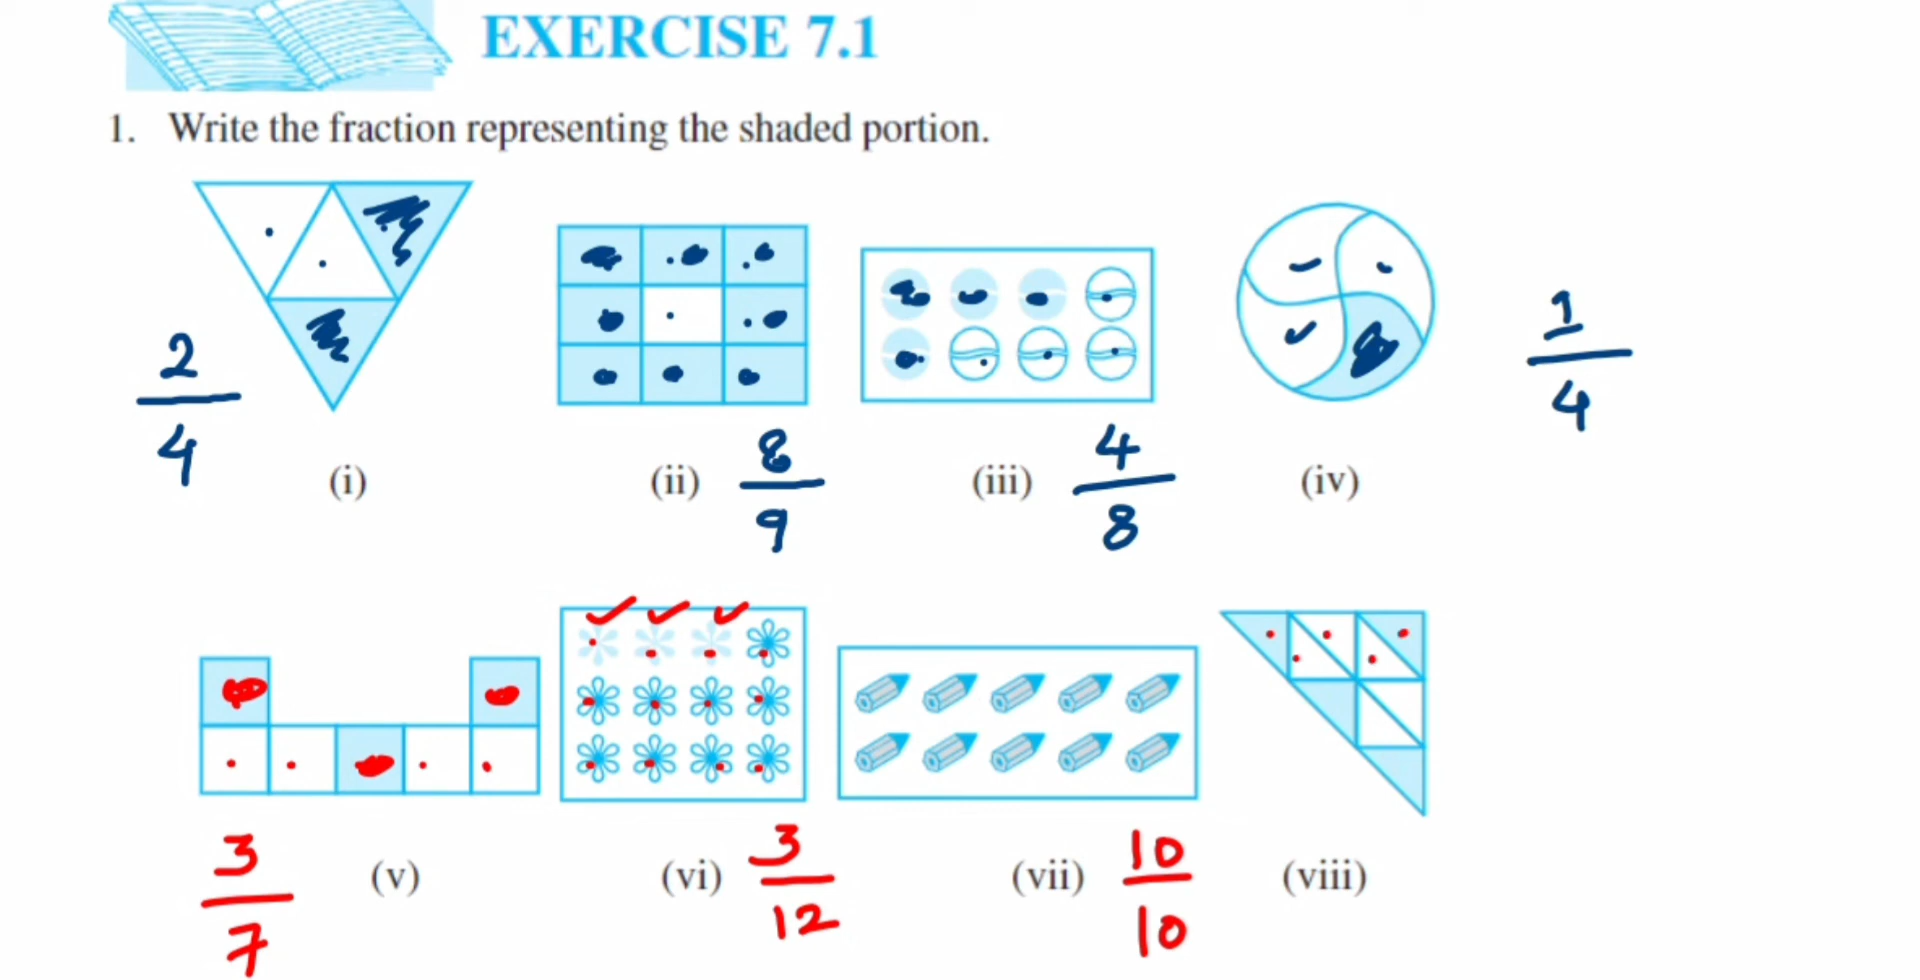 EXERCISE 7.1
1. Write the fraction representing the shaded portion.
2
4
(i)
(ii)
8
9
(iii)
4
8
(iv)
1
4
3
7
(v)
(vi)
3
12
(vii)
10
10
(viii)